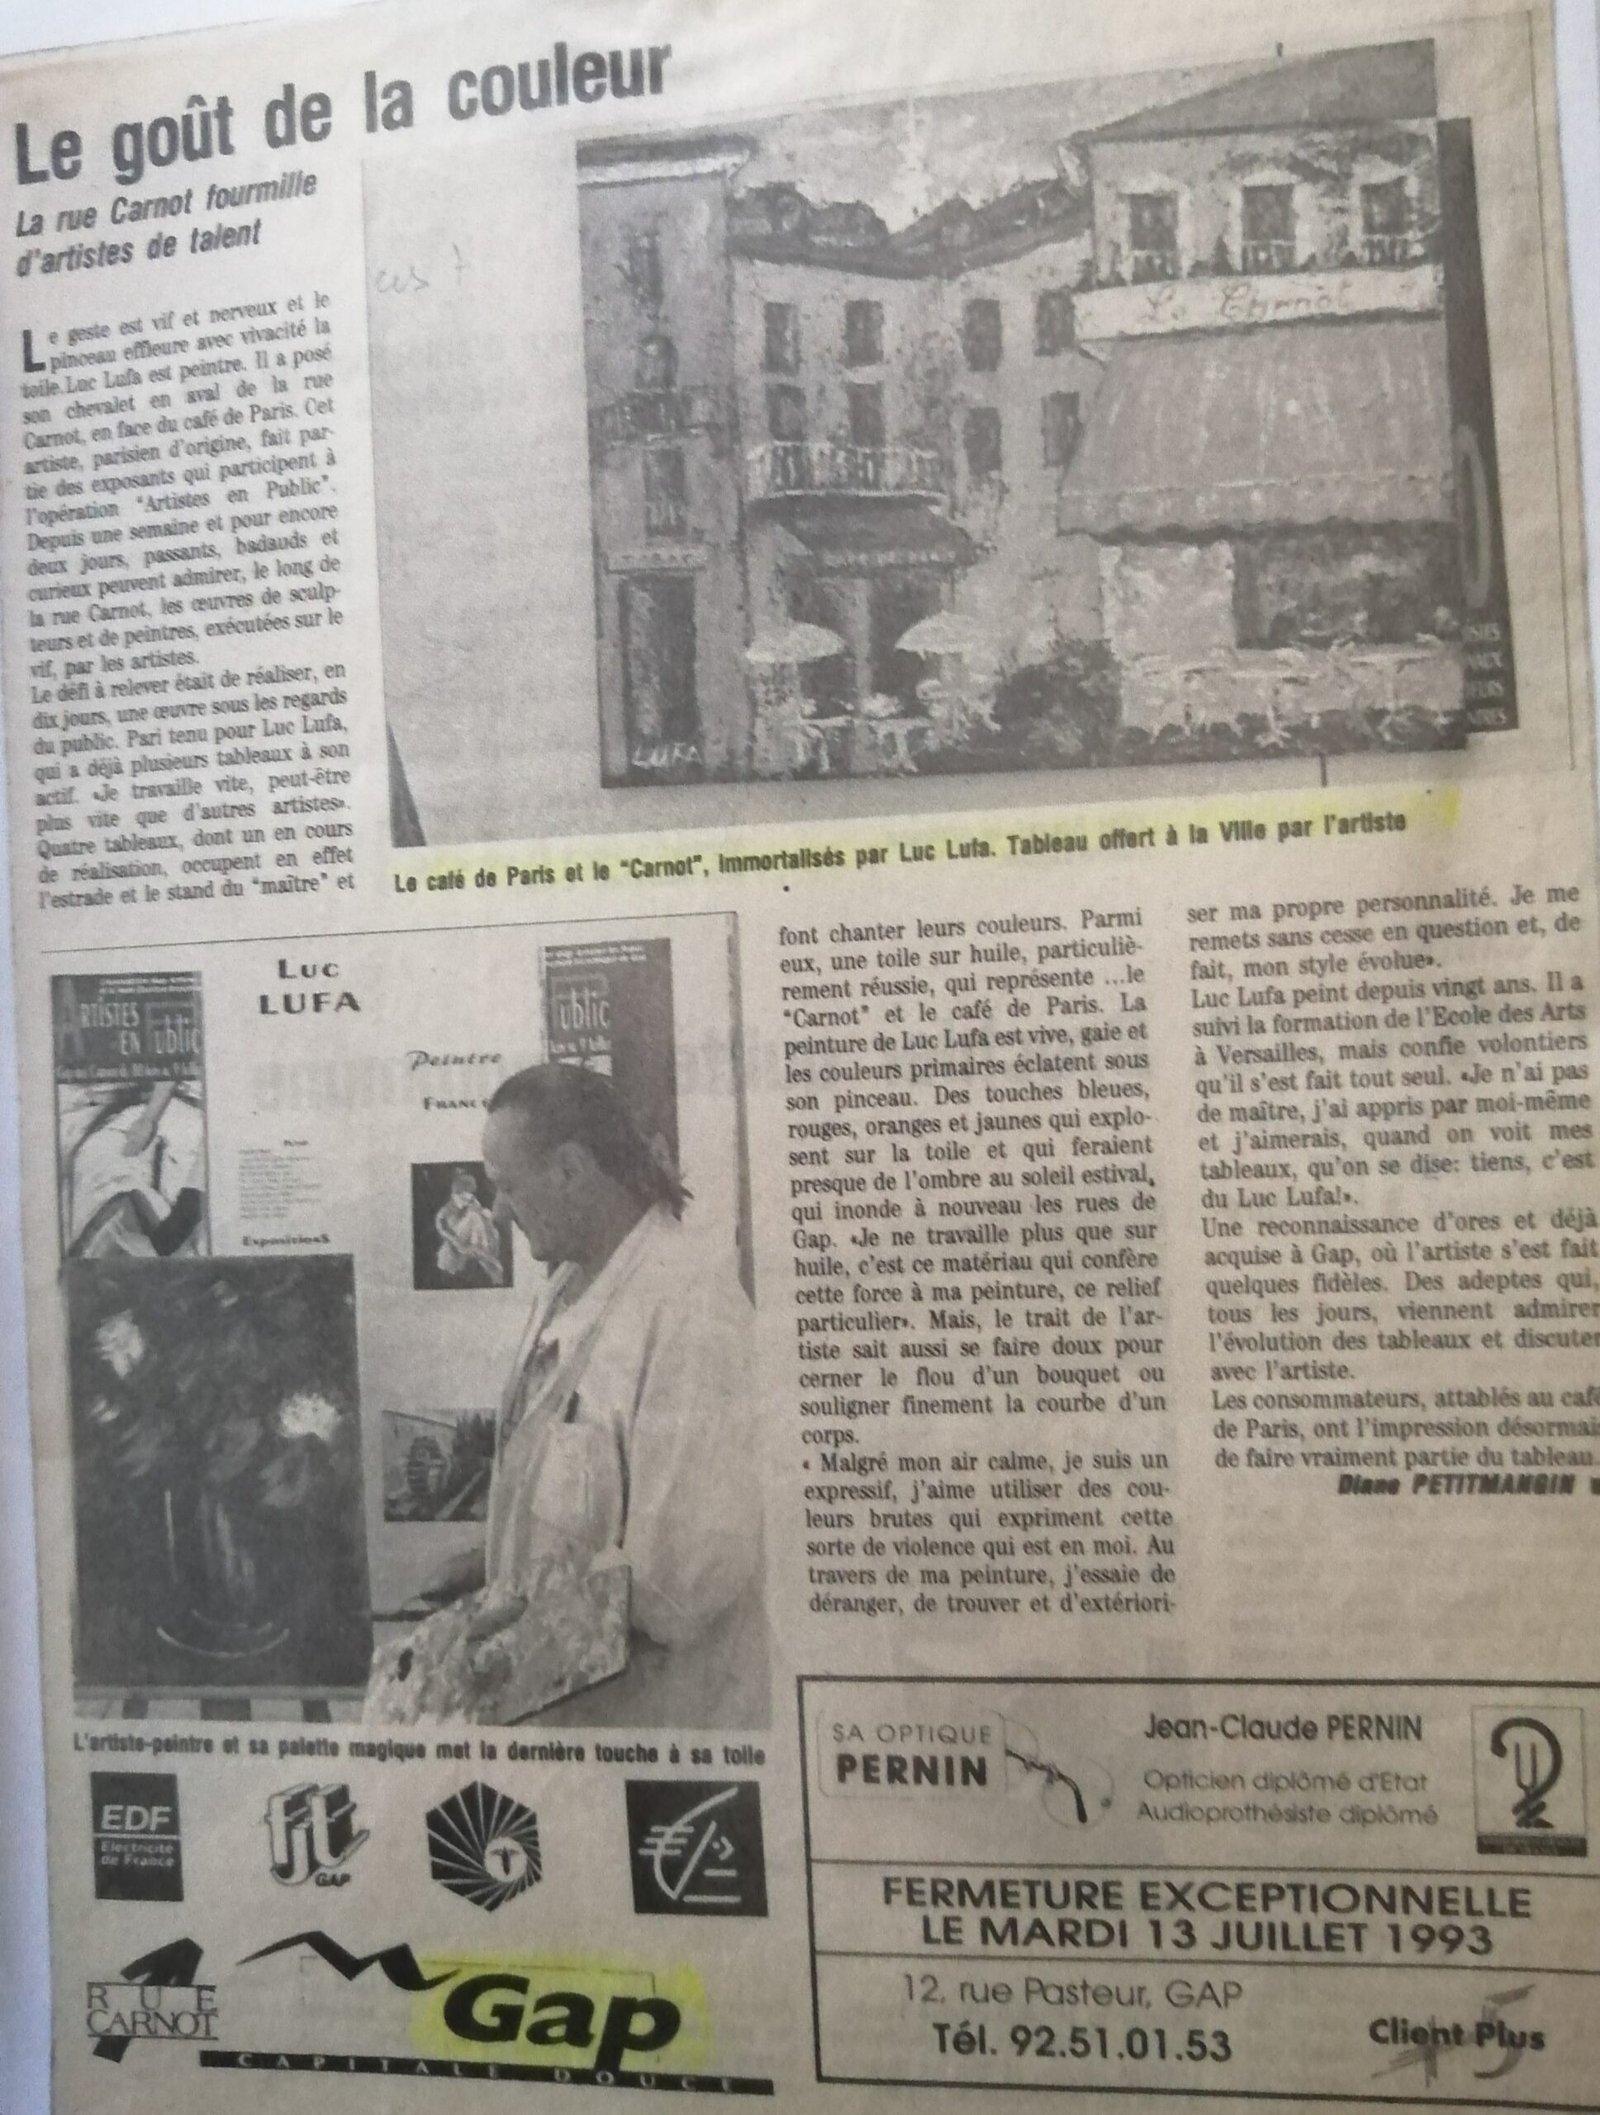 Le goût de la couleur
La rue Carnot fourmille
d'artistes de talent
Le geste est vif et nerveux et le
pinceau effleure avec vivacité la
toile. Luc Lufa est peintre. Il a posé
son chevalet en aval de la rue
Carnot, en face du café de Paris. Cet
artiste, parisien d'origine, fait par-
tie des exposants qui participent à
l'opération "Artistes en Public".
Depuis une semaine et pour encore
deux jours, passants, badauds et
curieux peuvent admirer, le long de
la rue Carnot, les œuvres de sculp-
teurs et de peintres, exécutées sur le
vif, par les artistes.
Le défi à relever était de réaliser, en
dix jours, une œuvre sous les regards
du public. Pari tenu pour Luc Lufa,
qui a déjà plusieurs tableaux à son
actif. «Je travaille vite, peut-être
plus vite que d'autres artistes».
Quatre tableaux, dont un en cours
de réalisation, occupent en effet
l'estrade et le stand du "maître" et
Le Carnot
TABAC
CAFE DE PARIS
LUFA
Le café de Paris et le "Carnot", immortalisés par Luc Lufa. Tableau offert à la Ville par l'artiste
ARTISTES
EN Public
Luc
LUFA
Peintre
FRANCE
ExpositionS
Public
font chanter leurs couleurs. Parmi
eux, une toile sur huile, particuliè-
rement réussie, qui représente ...le
"Carnot" et le café de Paris. La
peinture de Luc Lufa est vive, gaie et
les couleurs primaires éclatent sous
son pinceau. Des touches bleues,
rouges, oranges et jaunes qui explo-
sent sur la toile et qui feraient
presque de l'ombre au soleil estival,
qui inonde à nouveau les rues de
Gap. «Je ne travaille plus que sur
huile, c'est ce matériau qui confère
cette force à ma peinture, ce relief
particulier». Mais, le trait de l'ar-
tiste sait aussi se faire doux pour
cerner le flou d'un bouquet ou
souligner finement la courbe d'un
corps.
« Malgré mon air calme, je suis un
expressif, j'aime utiliser des cou-
leurs brutes qui expriment cette
sorte de violence qui est en moi. Au
travers de ma peinture, j'essaie de
déranger, de trouver et d'extériori-
ser ma propre personnalité. Je me
remets sans cesse en question et, de
fait, mon style évolue».
Luc Lufa peint depuis vingt ans. Il a
suivi la formation de l'Ecole des Arts
à Versailles, mais confie volontiers
qu'il s'est fait tout seul. «Je n'ai pas
de maître, j'ai appris par moi-même
et j'aimerais, quand on voit mes
tableaux, qu'on se dise: tiens, c'est
du Luc Lufa!».
Une reconnaissance d'ores et déjà
acquise à Gap, où l'artiste s'est fait
quelques fidèles. Des adeptes qui,
tous les jours, viennent admirer
l'évolution des tableaux et discuter
avec l'artiste.
Les consommateurs, attablés au café
de Paris, ont l'impression désormais
de faire vraiment partie du tableau.
Diane PETITMANGIN
L'artiste-peintre et sa palette magique met la dernière touche à sa toile
EDF
Electricité
de France
GAP
RUE
CARNOT
Gap
CAPITALE DOUCE
SA OPTIQUE
PERNIN
Jean-Claude PERNIN
Opticien diplômé d'Etat
Audioprothésiste diplômé
FERMETURE EXCEPTIONNELLE
LE MARDI 13 JUILLET 1993
12, rue Pasteur, GAP
Tél. 92.51.01.53
Client Plus